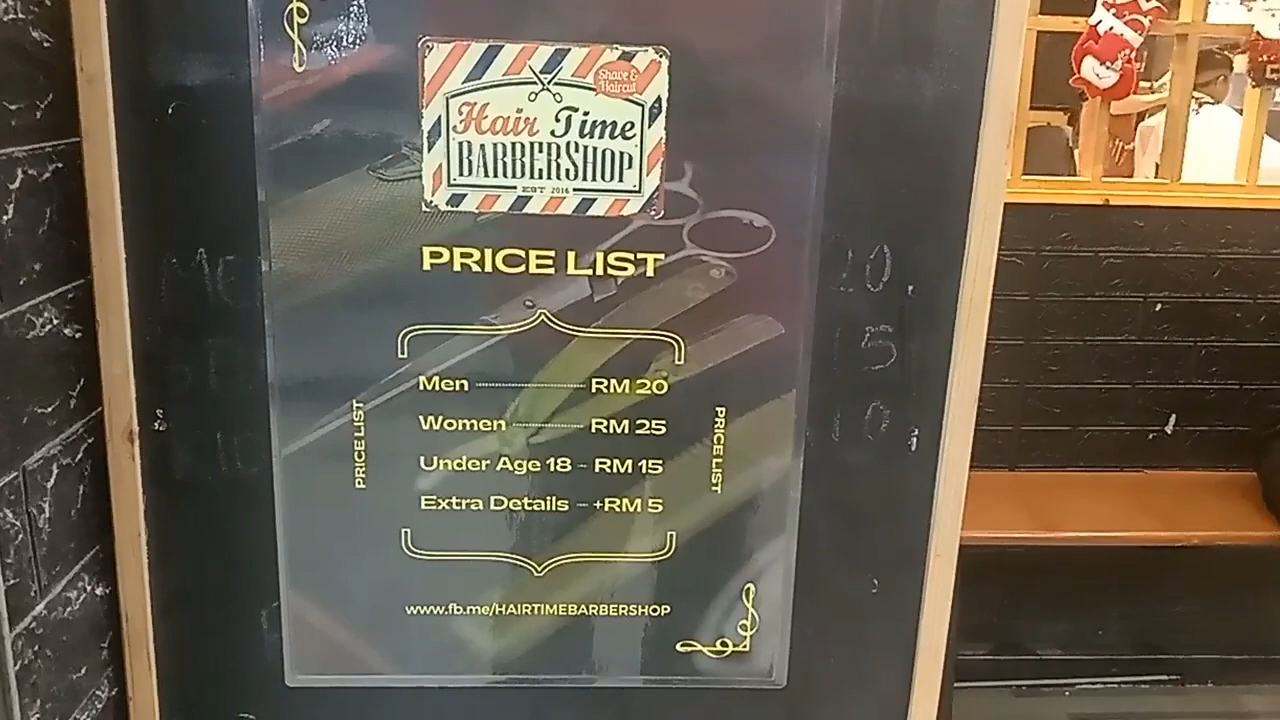 Shave &
Haircut
Hair Time
BARBERSHOP
EST 2016
PRICE LIST
Men RM 20
Women RM 25
Under Age 18 - RM 15
Extra Details +RM 5
PRICE LIST
PRICE LIST
www.fb.me/HAIRTIMEBARBERSHOP
20
15
10